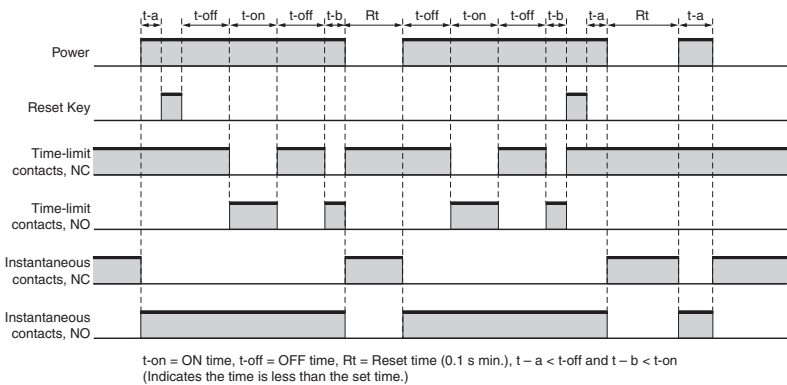 t-a t-off t-on t-off t-b Rt t-off t-on t-off t-b t-a Rt t-a
Power
Reset Key
Time-limit
contacts, NC
Time-limit
contacts, NO
Instantaneous
contacts, NC
Instantaneous
contacts, NO
t-on = ON time, t-off = OFF time, Rt = Reset time (0.1 s min.), t – a < t-off and t – b < t-on
(Indicates the time is less than the set time.)